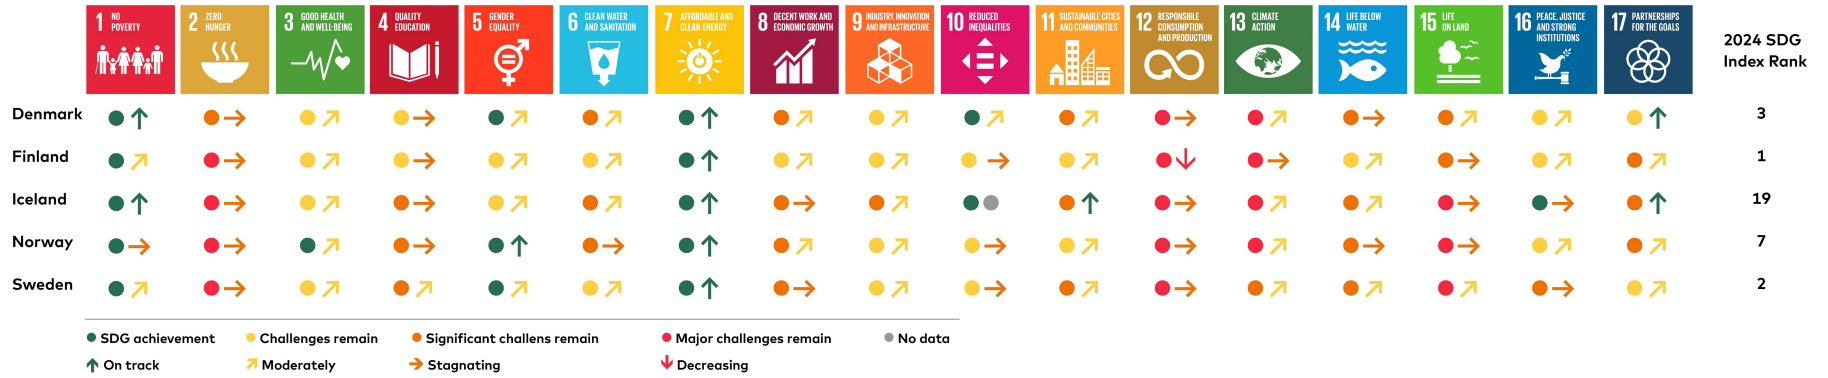 1 NO
POVERTY
2 ZERO
HUNGER
3 GOOD HEALTH
AND WELL-BEING
4 QUALITY
EDUCATION
5 GENDER
EQUALITY
6 CLEAN WATER
AND SANITATION
7 AFFORDABLE AND
CLEAN ENERGY
8 DECENT WORK AND
ECONOMIC GROWTH
9 INDUSTRY, INNOVATION
AND INFRASTRUCTURE
10 REDUCED
INEQUALITIES
11 SUSTAINABLE CITIES
AND COMMUNITIES
12 RESPONSIBLE
CONSUMPTION
AND PRODUCTION
13 CLIMATE
ACTION
14 LIFE BELOW
WATER
15 LIFE
ON LAND
16 PEACE, JUSTICE
AND STRONG
INSTITUTIONS
17 PARTNERSHIPS
FOR THE GOALS
2024 SDG
Index Rank
Denmark 3
Finland 1
Iceland 19
Norway 7
Sweden 2
SDG achievement Challenges remain Significant challens remain Major challenges remain No data
On track Moderately Stagnating Decreasing